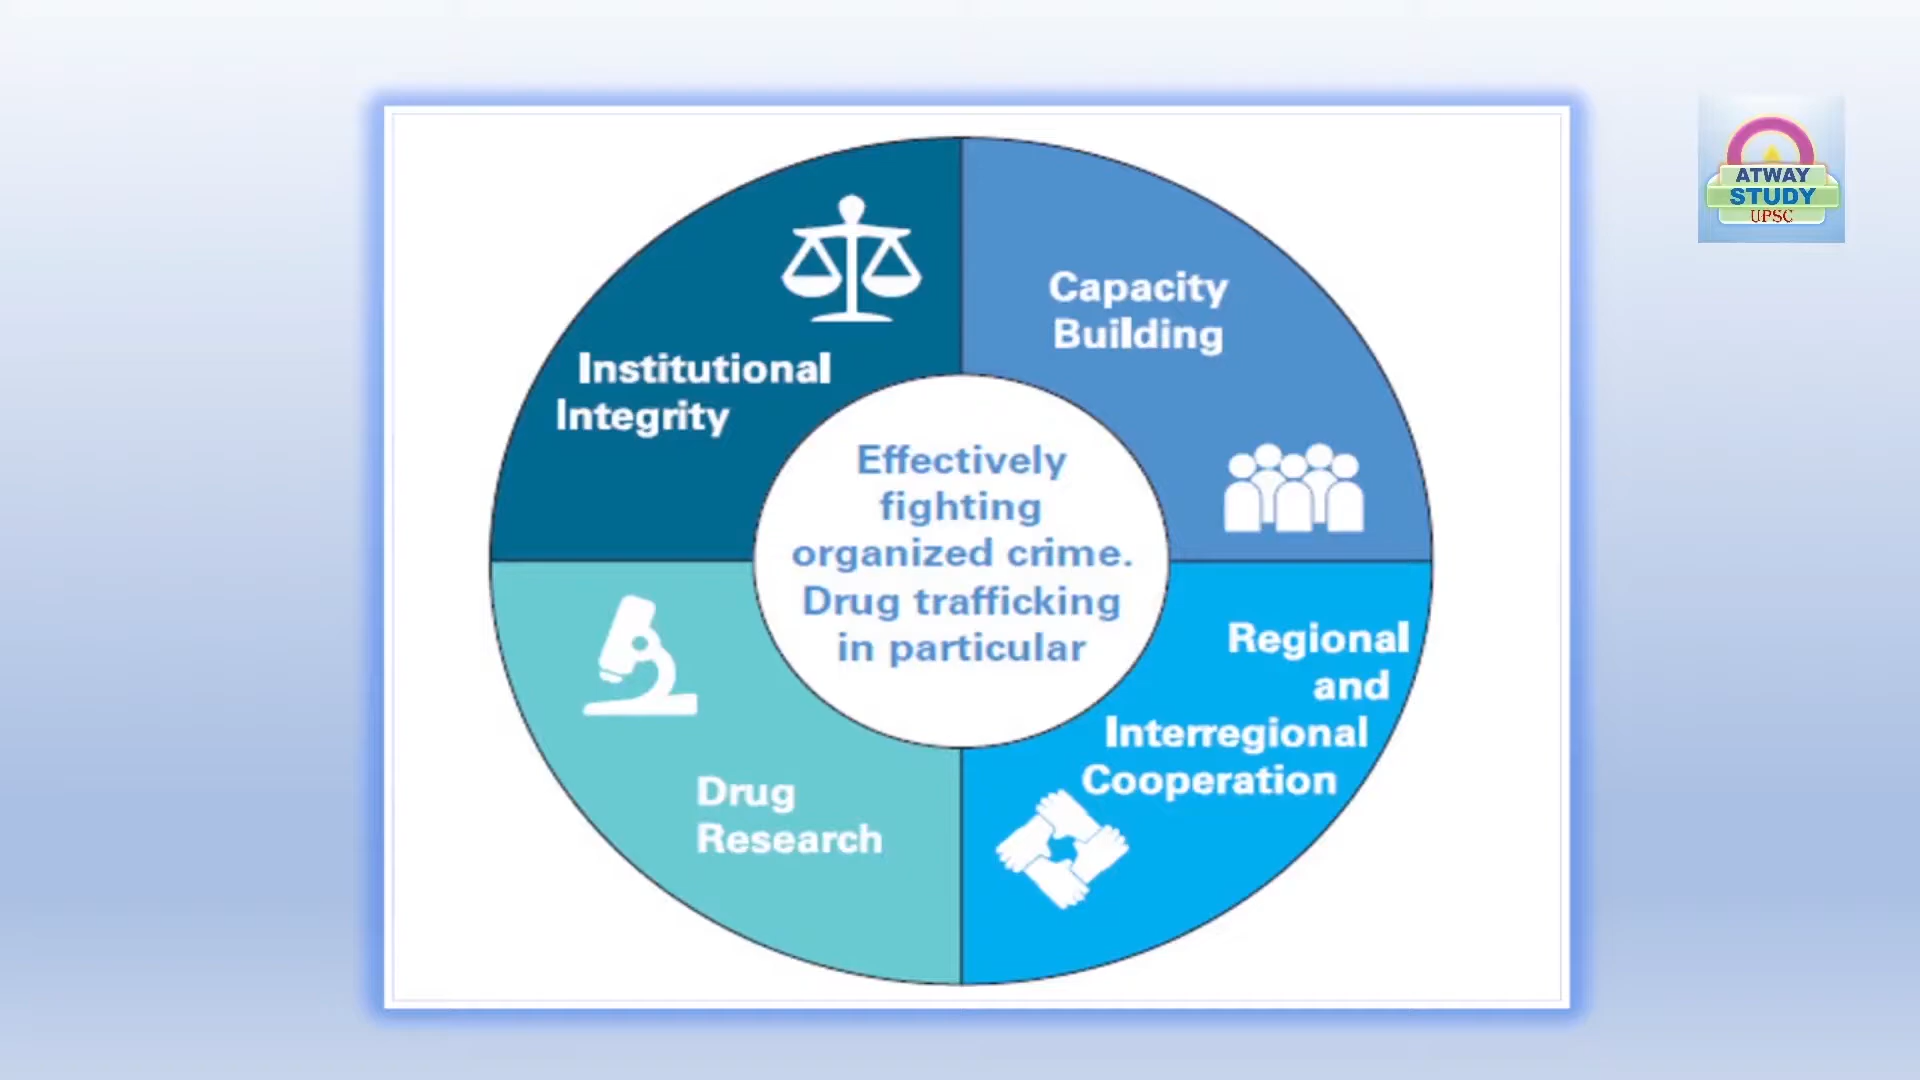 Institutional
Integrity
Capacity
Building
Effectively
fighting
organized crime.
Drug trafficking
in particular
Regional
and
Interregional
Cooperation
Drug
Research
ATWAY
STUDY
UPSC